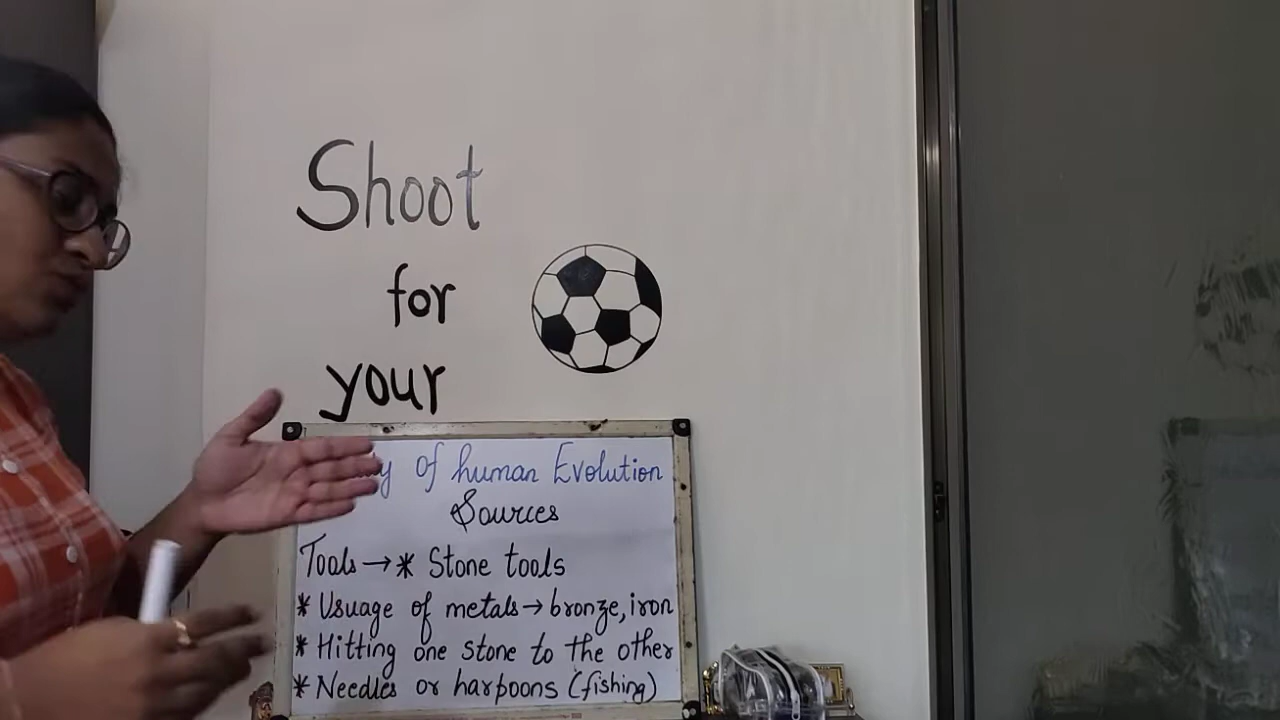 Shoot
for
your
of human Evolution
Sources
Tools → * Stone tools
* Usuage of metals → bronze, iron
* Hitting one stone to the other
* Needles or harpoons (fishing)